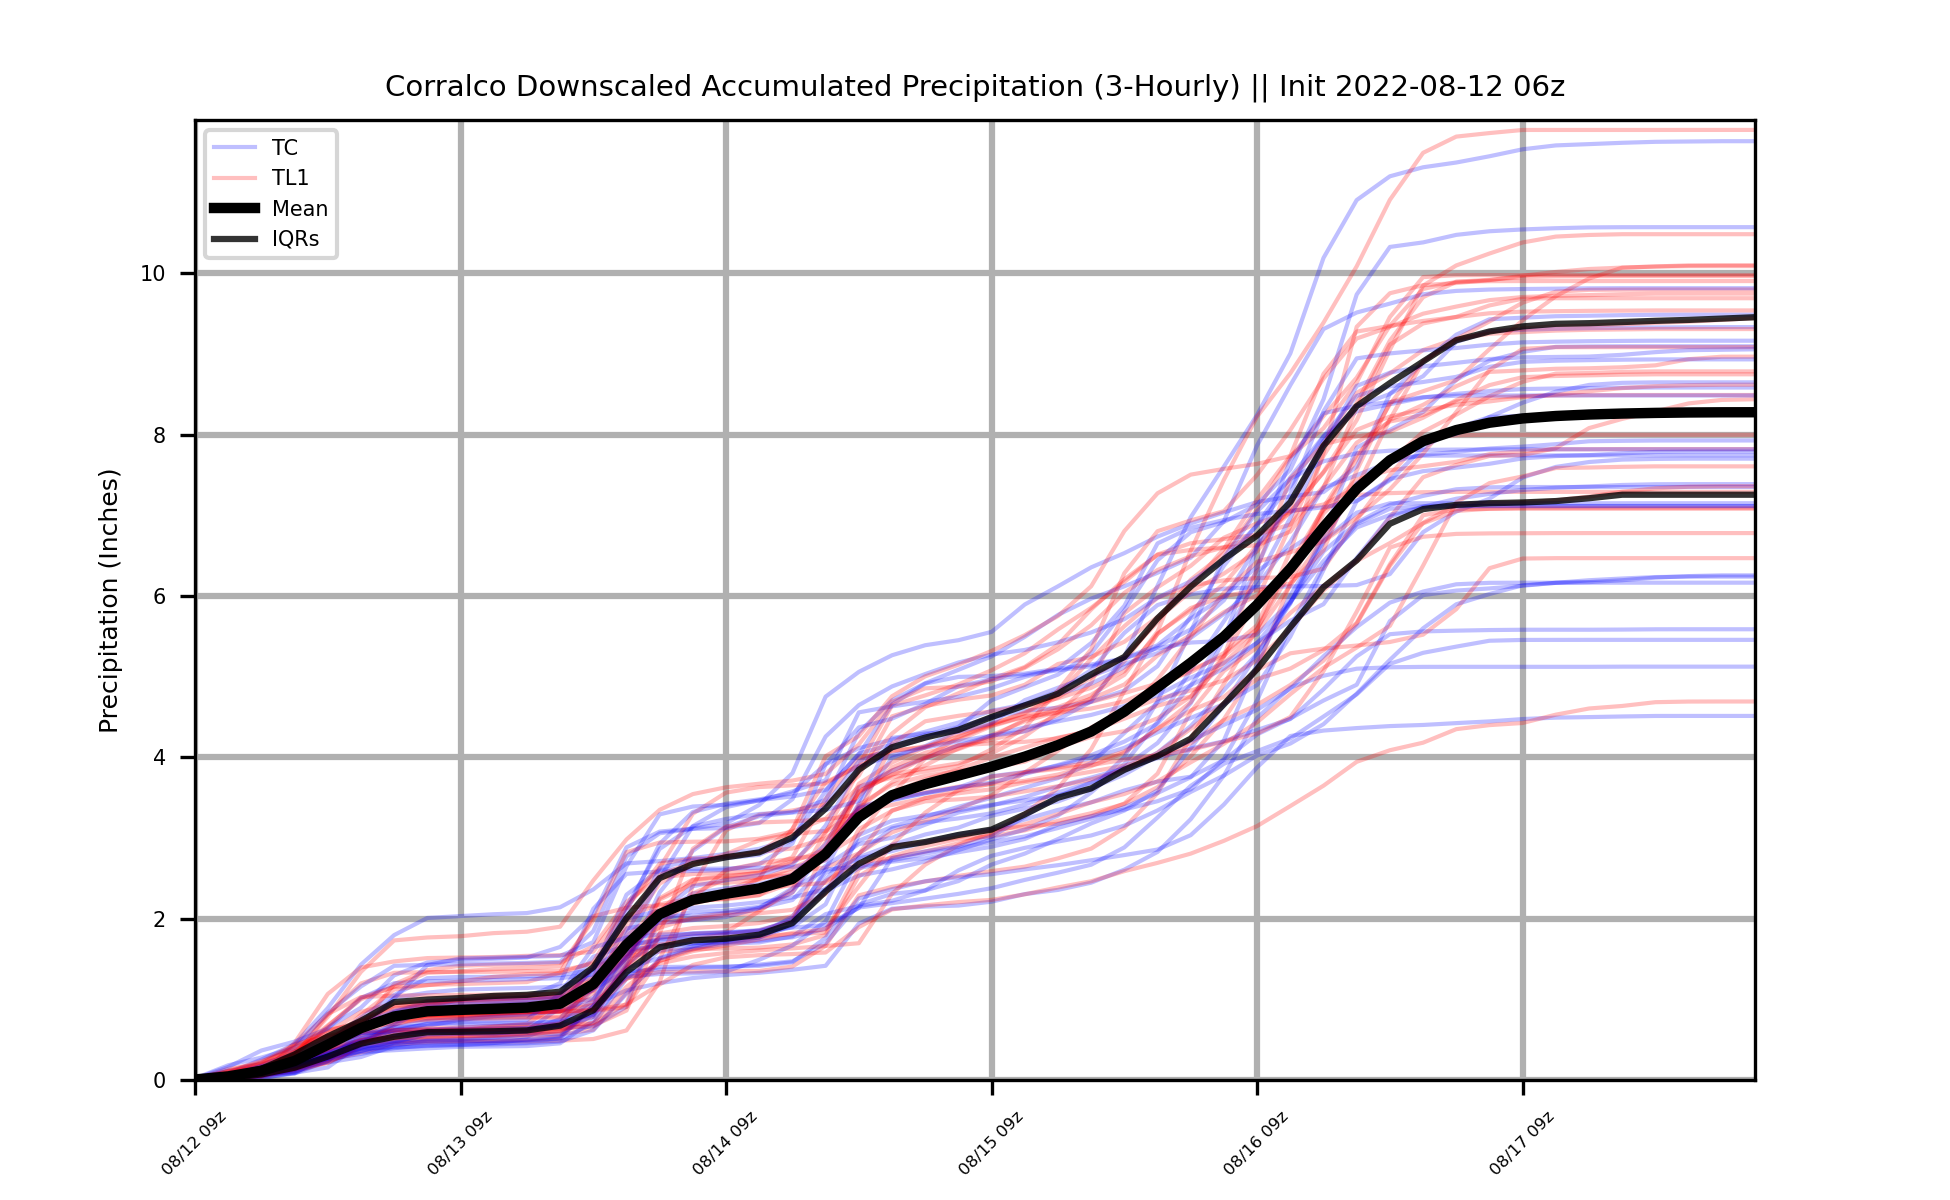 Corralco Downscaled Accumulated Precipitation (3-Hourly) || Init 2022-08-12 06z
TC
TL1
Mean
IQRs
Precipitation (Inches)
10
8
6
4
2
0
08/12 09z
08/13 09z
08/14 09z
08/15 09z
08/16 09z
08/17 09z